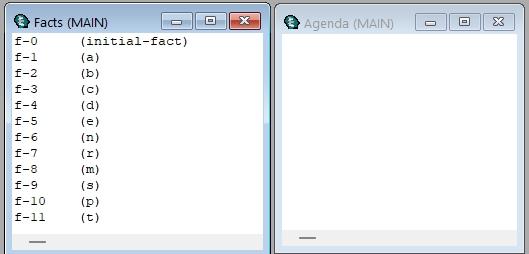 Facts (MAIN)
f-0 (initial-fact)
f-1 (a)
f-2 (b)
f-3 (c)
f-4 (d)
f-5 (e)
f-6 (n)
f-7 (r)
f-8 (m)
f-9 (s)
f-10 (p)
f-11 (t)
Agenda (MAIN)